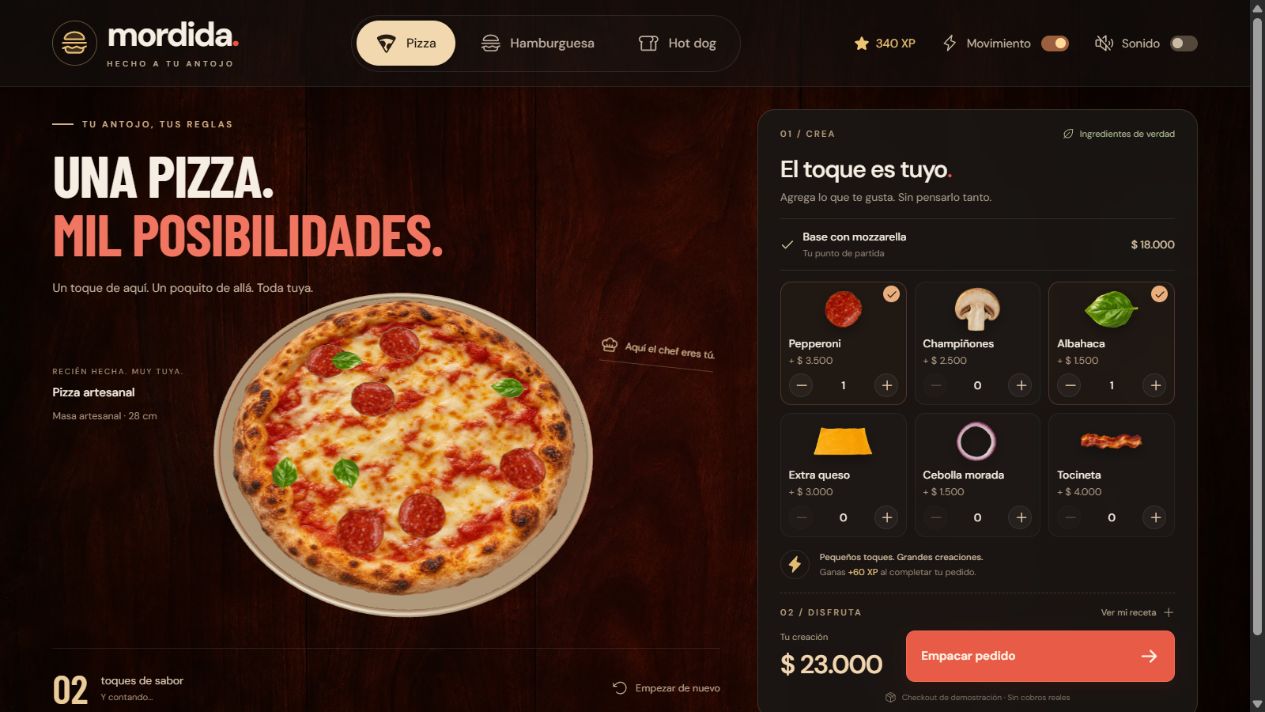 mordida.
HECHO A TU ANTOJO
Pizza
Hamburguesa
Hot dog
340 XP
Movimiento
Sonido
TU ANTOJO, TUS REGLAS
UNA PIZZA.
MIL POSIBILIDADES.
Un toque de aquí. Un poquito de allá. Toda tuya.
RECIÉN HECHA. MUY TUYA.
Pizza artesanal
Masa artesanal · 28 cm
Aquí el chef eres tú.
02
toques de sabor
Y contando...
Empezar de nuevo
01 / CREA
Ingredientes de verdad
El toque es tuyo.
Agrega lo que te gusta. Sin pensarlo tanto.
Base con mozzarella
Tu punto de partida
$ 18.000
Pepperoni
+ $ 3.500
1
Champiñones
+ $ 2.500
0
Albahaca
+ $ 1.500
1
Extra queso
+ $ 3.000
0
Cebolla morada
+ $ 1.500
0
Tocineta
+ $ 4.000
0
Pequeños toques. Grandes creaciones.
Ganas +60 XP al completar tu pedido.
02 / DISFRUTA
Ver mi receta
Tu creación
$ 23.000
Empacar pedido
Checkout de demostración · Sin cobros reales